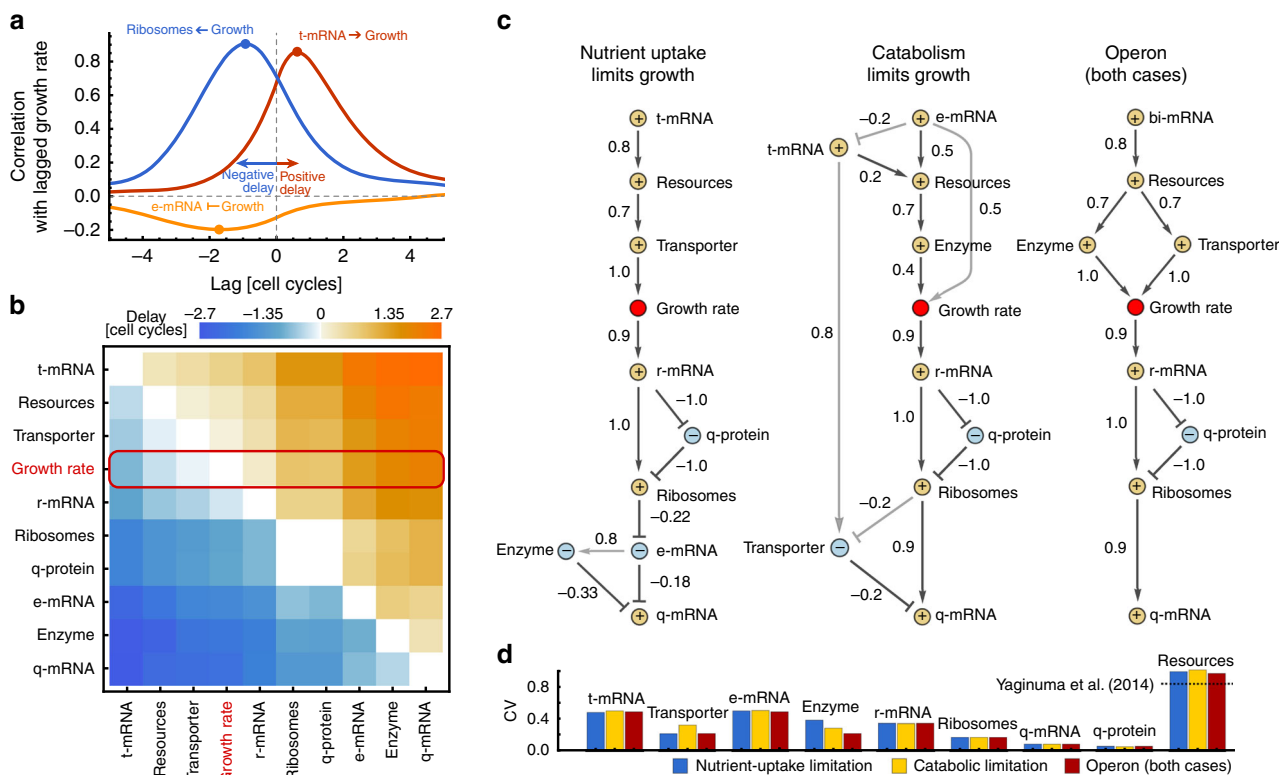 a
Ribosomes ← Growth
t-mRNA → Growth
Correlation
with lagged growth rate
0.8
0.6
0.4
0.2
0.0
−0.2
Negative
delay
Positive
delay
e-mRNA ⊢ Growth
−4
−2
0
2
4
Lag [cell cycles]
b
Delay
[cell cycles]
−2.7
−1.35
0
1.35
2.7
t-mRNA
Resources
Transporter
Growth rate
r-mRNA
Ribosomes
q-protein
e-mRNA
Enzyme
q-mRNA
t-mRNA
Resources
Transporter
Growth rate
r-mRNA
Ribosomes
q-protein
e-mRNA
Enzyme
q-mRNA
c
Nutrient uptake
limits growth
t-mRNA
0.8
Resources
0.7
Transporter
1.0
Growth rate
0.9
r-mRNA
−1.0
1.0
q-protein
−1.0
Ribosomes
−0.22
Enzyme
0.8
e-mRNA
−0.33
−0.18
q-mRNA
Catabolism
limits growth
−0.2
e-mRNA
t-mRNA
0.5
0.2
Resources
0.7
0.5
Enzyme
0.4
Growth rate
0.8
0.9
r-mRNA
−1.0
1.0
q-protein
−1.0
Ribosomes
−0.2
Transporter
0.9
−0.2
q-mRNA
Operon
(both cases)
bi-mRNA
0.8
Resources
0.7
0.7
Enzyme
Transporter
1.0
1.0
Growth rate
0.9
r-mRNA
−1.0
1.0
q-protein
−1.0
Ribosomes
0.9
q-mRNA
d
CV
0.8
0.4
0.0
t-mRNA
Transporter
e-mRNA
Enzyme
r-mRNA
Ribosomes
q-mRNA
q-protein
Resources
Yaginuma et al. (2014)
Nutrient-uptake limitation
Catabolic limitation
Operon (both cases)